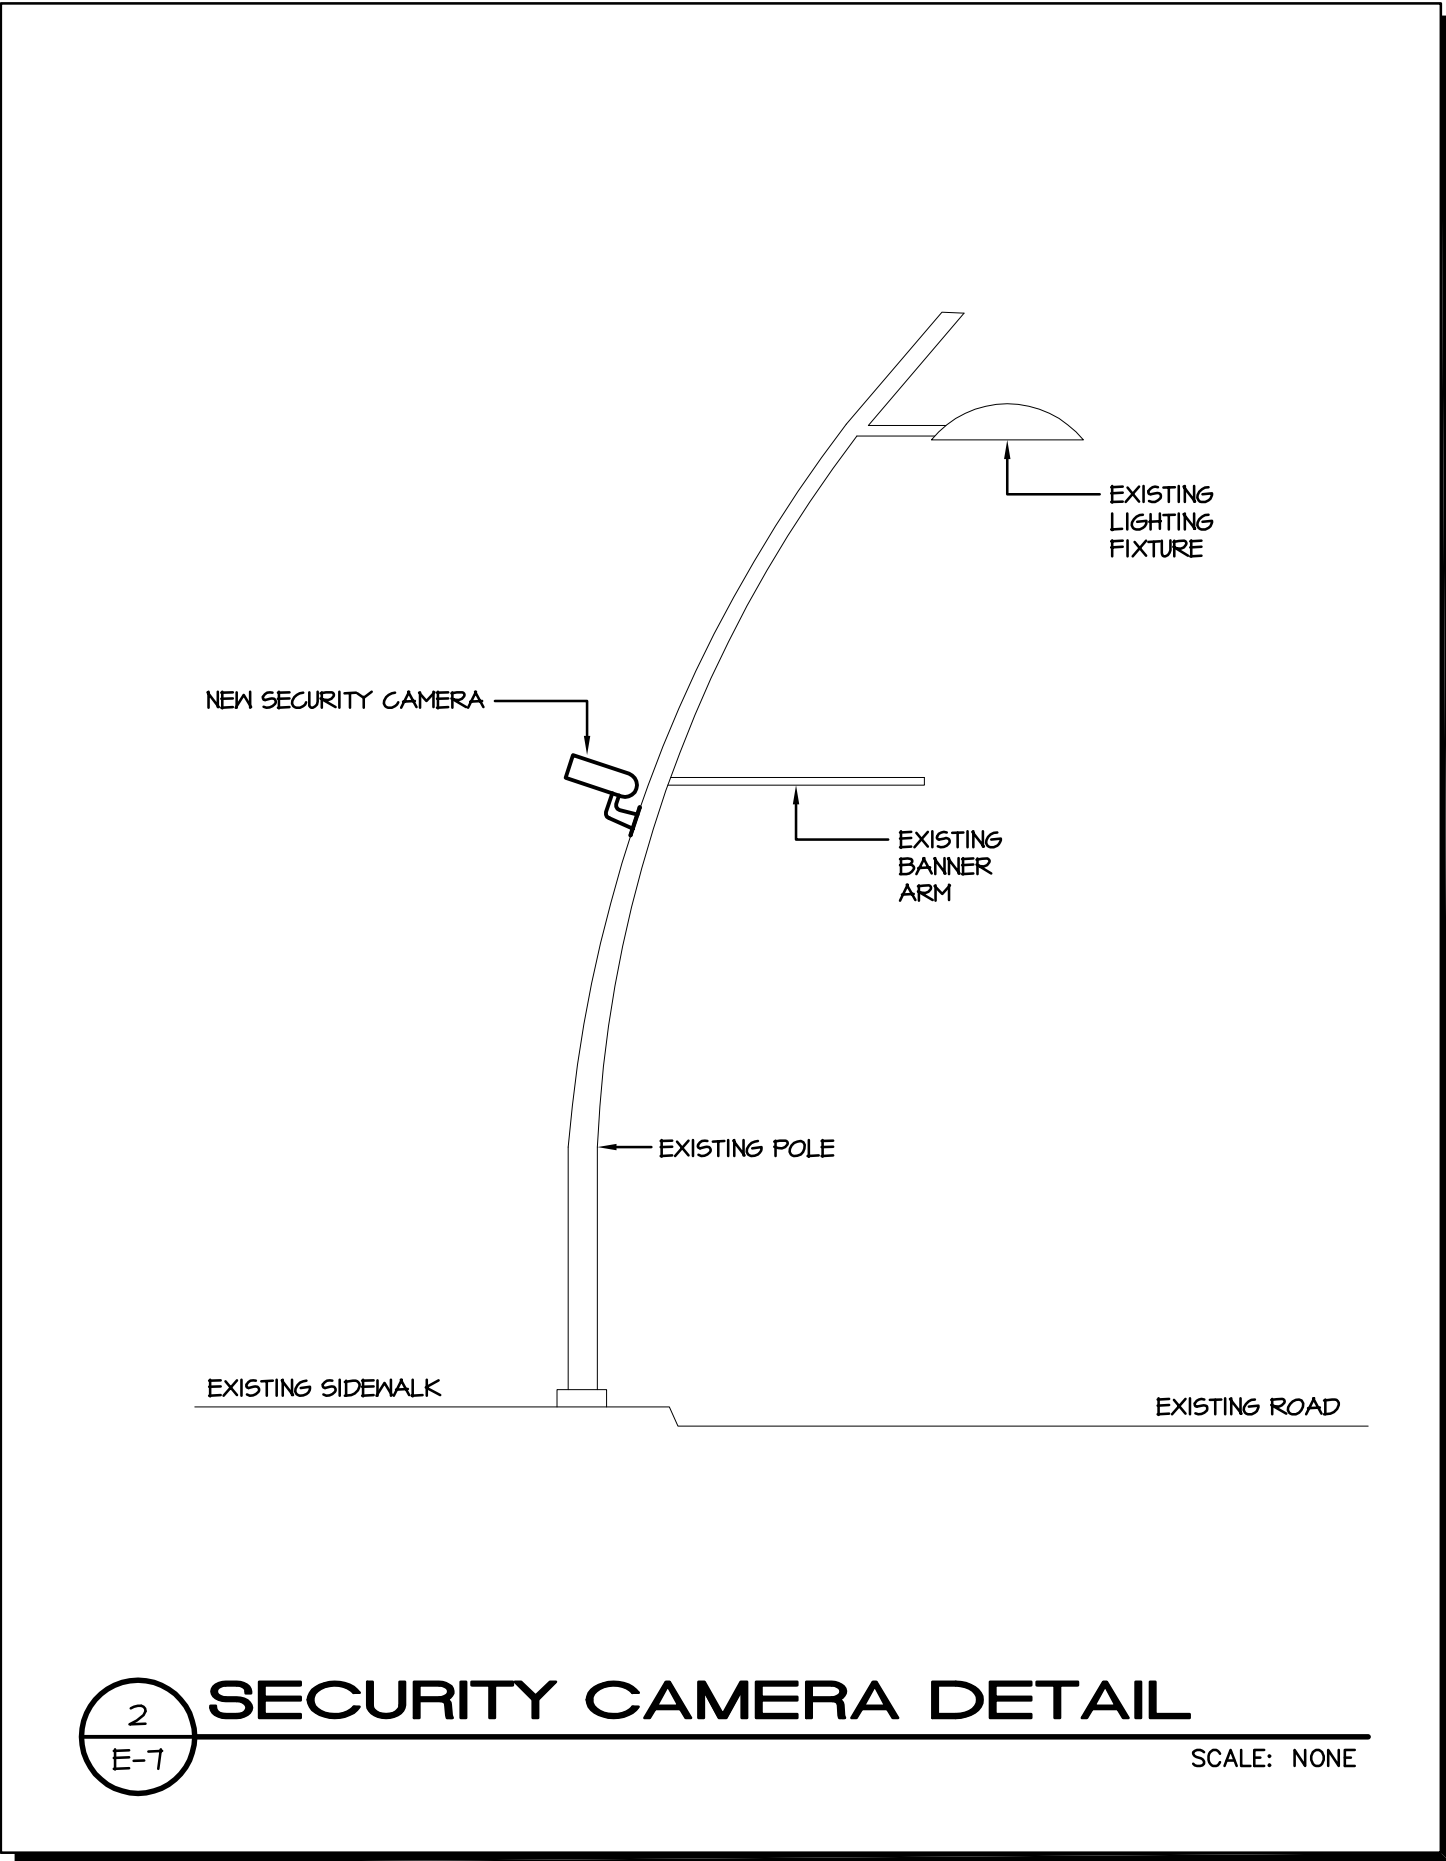 EXISTING
LIGHTING
FIXTURE
NEW SECURITY CAMERA
EXISTING
BANNER
ARM
EXISTING POLE
EXISTING SIDEWALK
EXISTING ROAD
2
E-7
SECURITY CAMERA DETAIL
SCALE: NONE